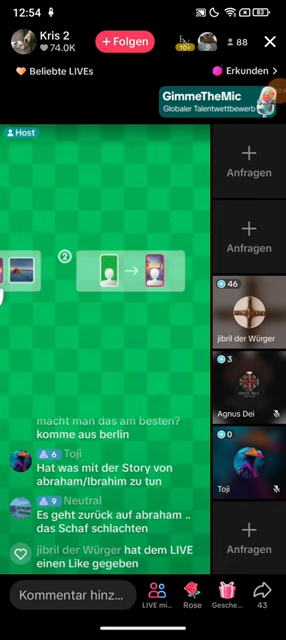 12:54
83
Kris 2
74.0K
+ Folgen
10+
88
Beliebte LIVEs
Erkunden >
GimmeTheMic
Globaler Talentwettbewerb
Host
Anfragen
Anfragen
2
46
jibril der Würger
3
Agnus Dei
macht man das am besten?
komme aus berlin
6 Toji
Hat was mit der Story von
abraham/Ibrahim zu tun
0
Toji
9 Neutral
Es geht zurück auf abraham ..
das Schaf schlachten
jibril der Würger hat dem LIVE
einen Like gegeben
Anfragen
Kommentar hinz...
LIVE mi...
Rose
Gesche...
43